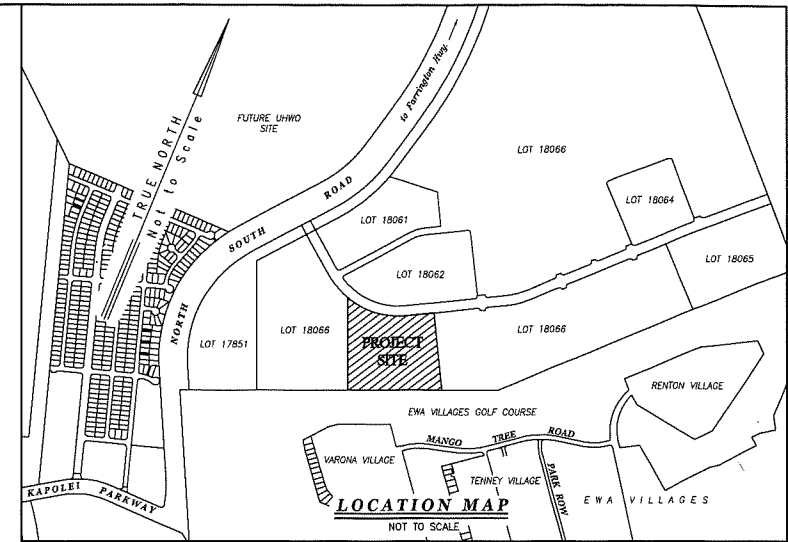 to Farrington Hwy.
TRUE NORTH
Not to Scale
FUTURE UHWO
SITE
LOT 18066
LOT 18064
NORTH SOUTH ROAD
LOT 18061
LOT 18062
LOT 18065
LOT 17851
LOT 18066
PROJECT
SITE
LOT 18066
RENTON VILLAGE
EWA VILLAGES GOLF COURSE
MANGO TREE ROAD
VARONA VILLAGE
TENNEY VILLAGE
PARK ROW
EWA VILLAGES
KAPOLEI PARKWAY
LOCATION MAP
NOT TO SCALE